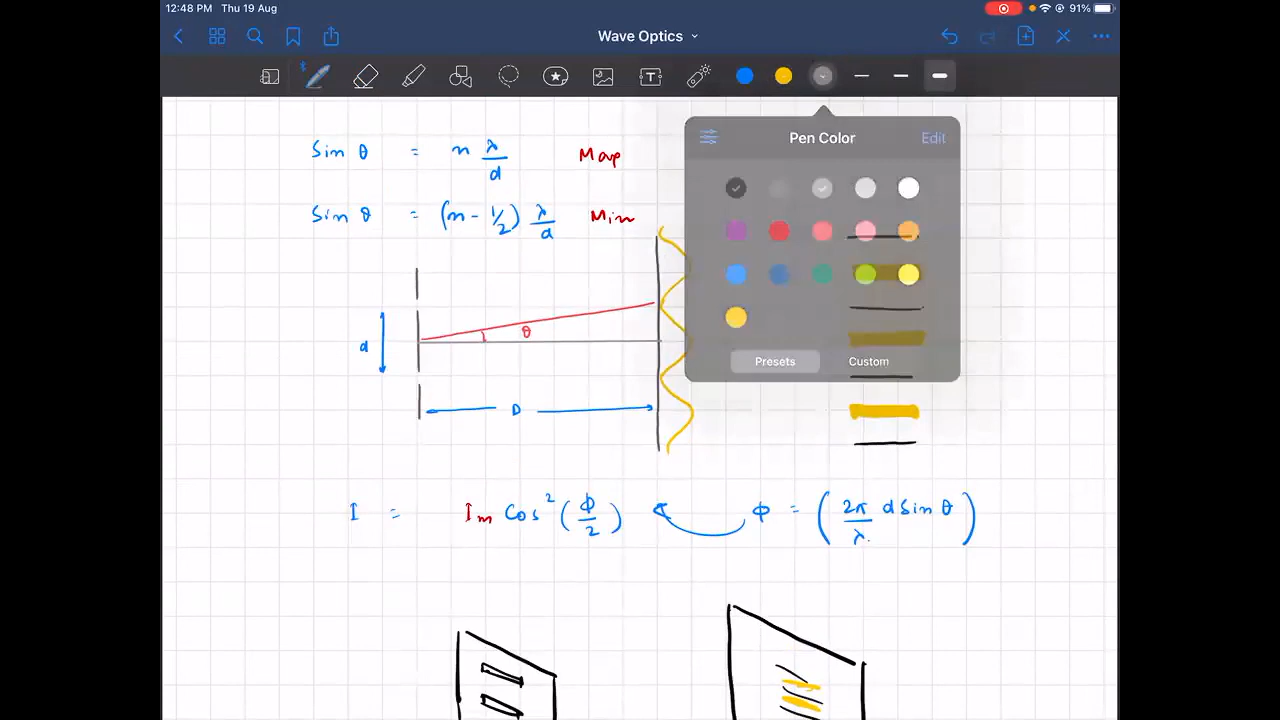 12:48 PM Thu 19 Aug
91%
Wave Optics
T
Pen Color
Edit
Presets
Custom
Sin θ = n λ/d Max
Sin θ = (n - 1/2) λ/d Min
θ
d
D
I = Im Cos² (ϕ/2)
ϕ = (2π/λ d Sin θ)